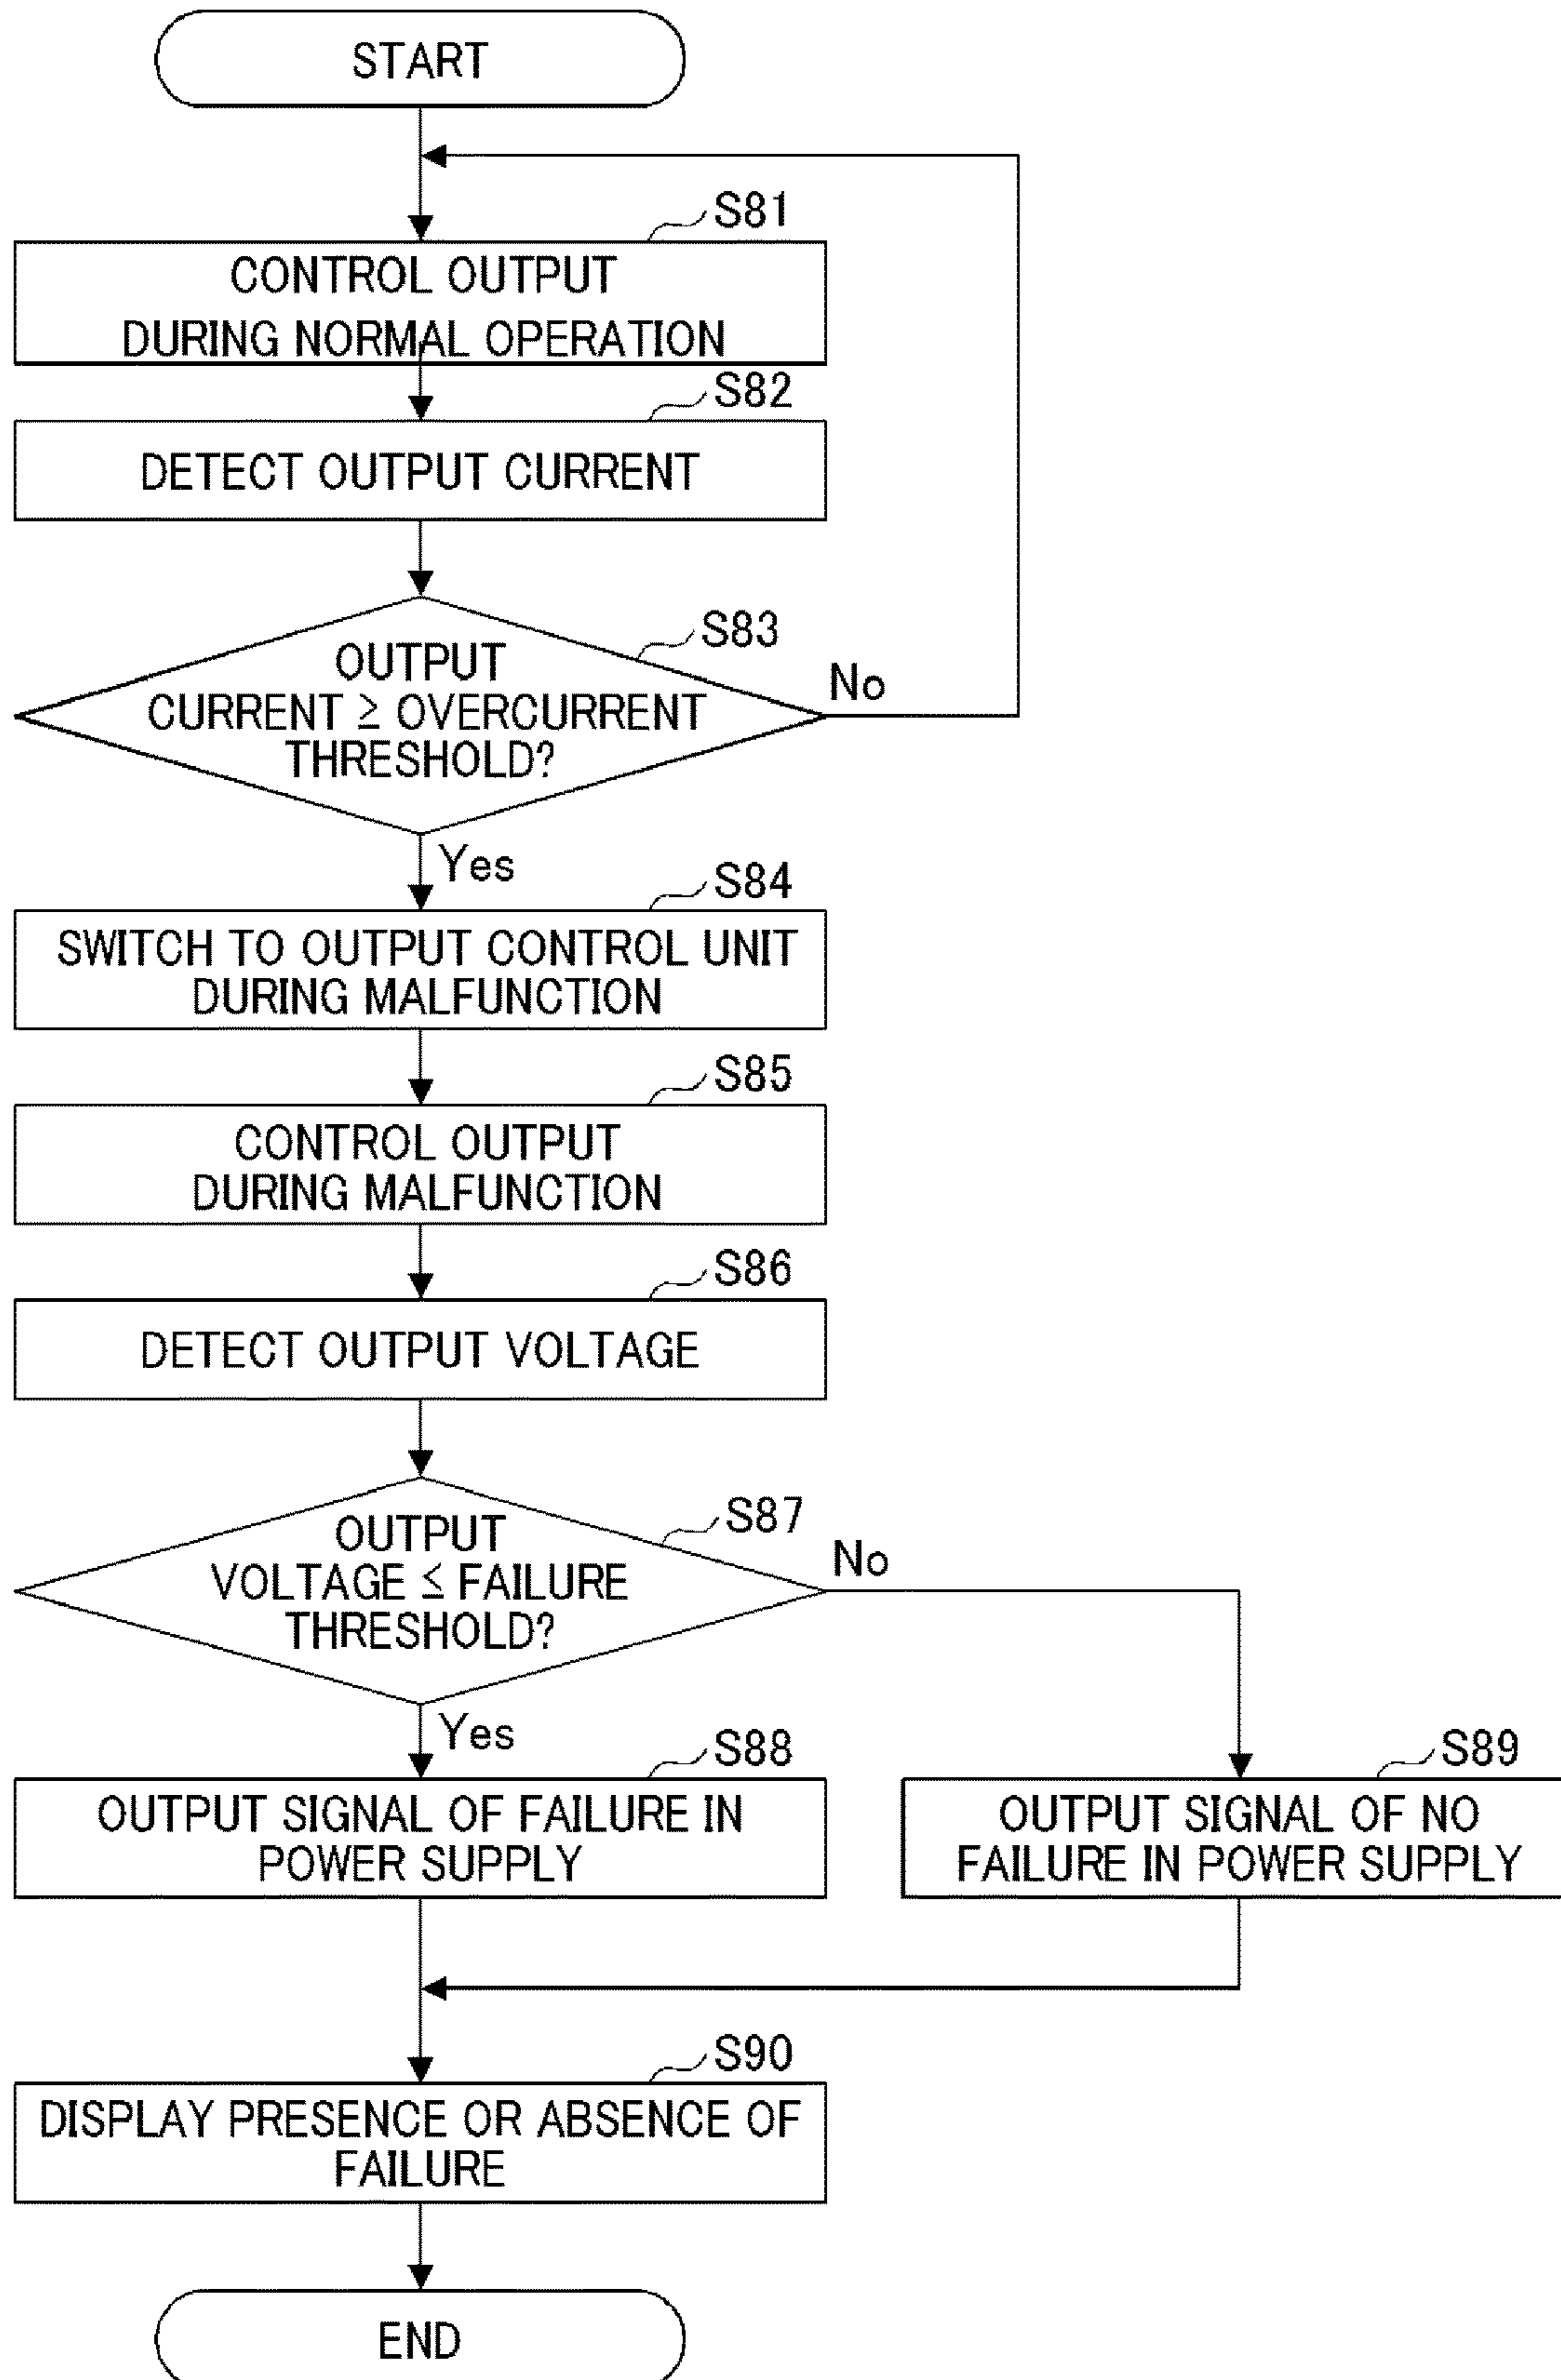 START
S81
CONTROL OUTPUT
DURING NORMAL OPERATION
S82
DETECT OUTPUT CURRENT
S83
OUTPUT
CURRENT ≥ OVERCURRENT
THRESHOLD?
No
Yes
S84
SWITCH TO OUTPUT CONTROL UNIT
DURING MALFUNCTION
S85
CONTROL OUTPUT
DURING MALFUNCTION
S86
DETECT OUTPUT VOLTAGE
S87
OUTPUT
VOLTAGE ≤ FAILURE
THRESHOLD?
No
Yes
S88
OUTPUT SIGNAL OF FAILURE IN
POWER SUPPLY
S89
OUTPUT SIGNAL OF NO
FAILURE IN POWER SUPPLY
S90
DISPLAY PRESENCE OR ABSENCE OF
FAILURE
END